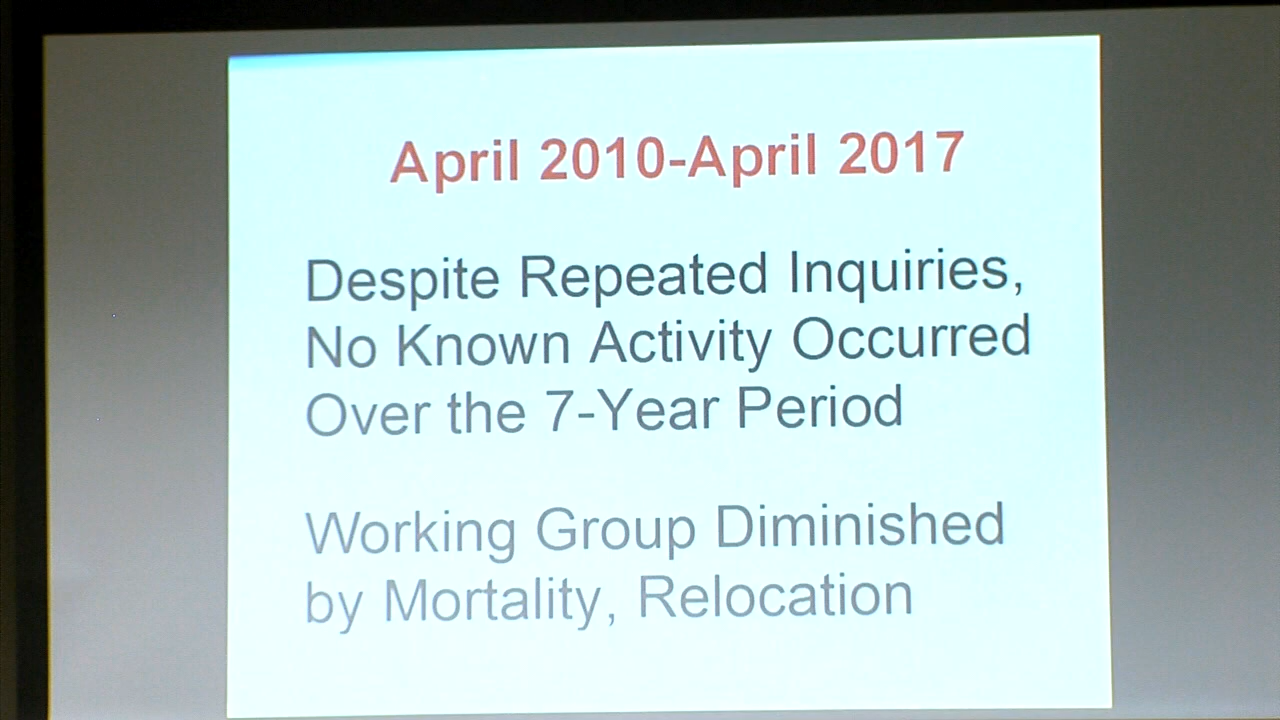 April 2010-April 2017
Despite Repeated Inquiries,
No Known Activity Occurred
Over the 7-Year Period
Working Group Diminished
by Mortality, Relocation